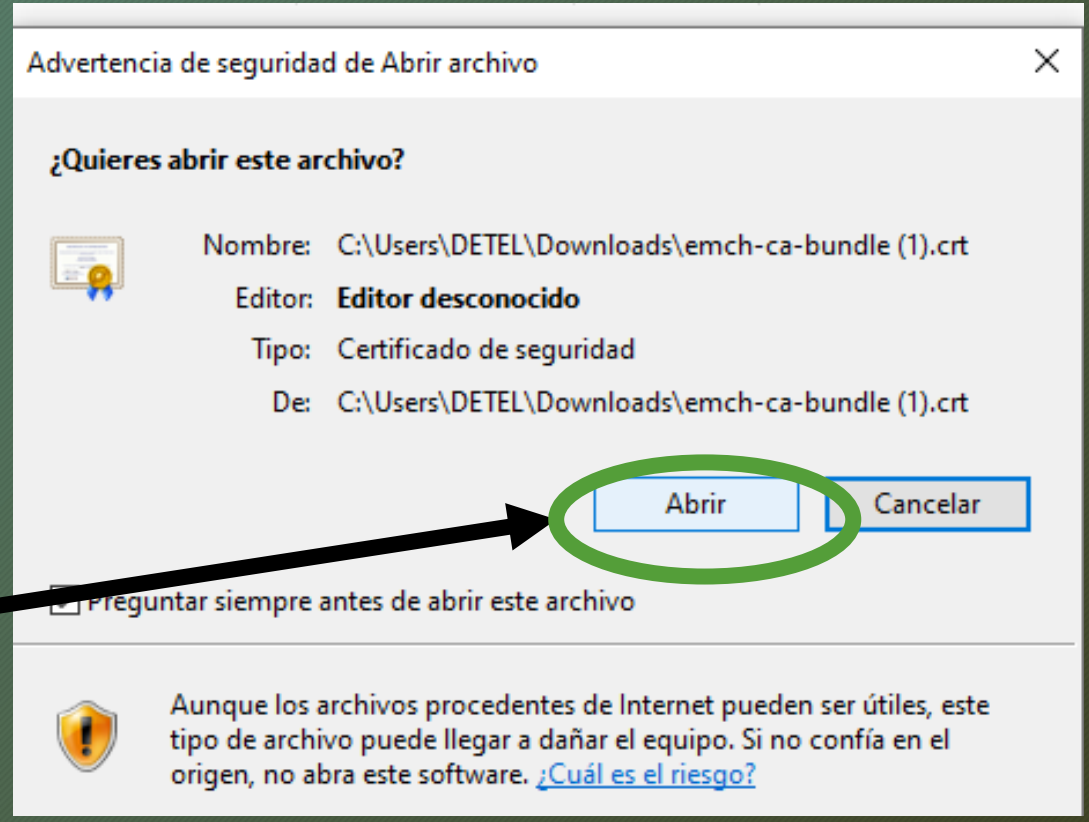 Advertencia de seguridad de Abrir archivo
¿Quieres abrir este archivo?
Nombre: C:\Users\DETEL\Downloads\emch-ca-bundle (1).crt
Editor: Editor desconocido
Tipo: Certificado de seguridad
De: C:\Users\DETEL\Downloads\emch-ca-bundle (1).crt
Abrir Cancelar
Preguntar siempre antes de abrir este archivo
Aunque los archivos procedentes de Internet pueden ser útiles, este
tipo de archivo puede llegar a dañar el equipo. Si no confía en el
origen, no abra este software. ¿Cuál es el riesgo?